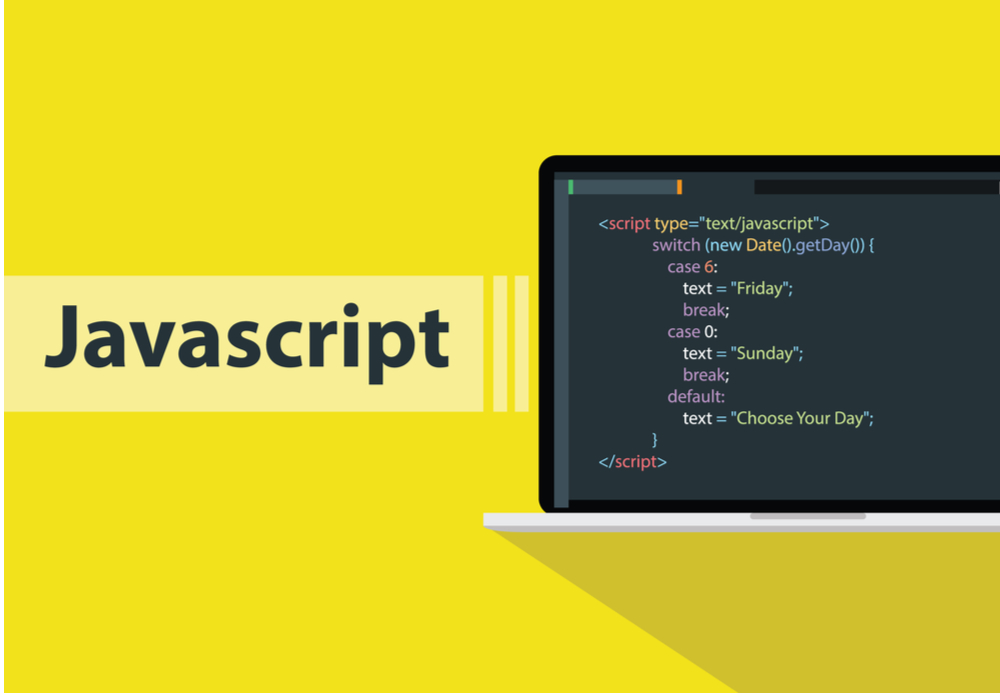 Javascript
<script type="text/javascript">
switch (new Date().getDay()) {
case 6:
text = "Friday";
break;
case 0:
text = "Sunday";
break;
default:
text = "Choose Your Day";
}
</script>